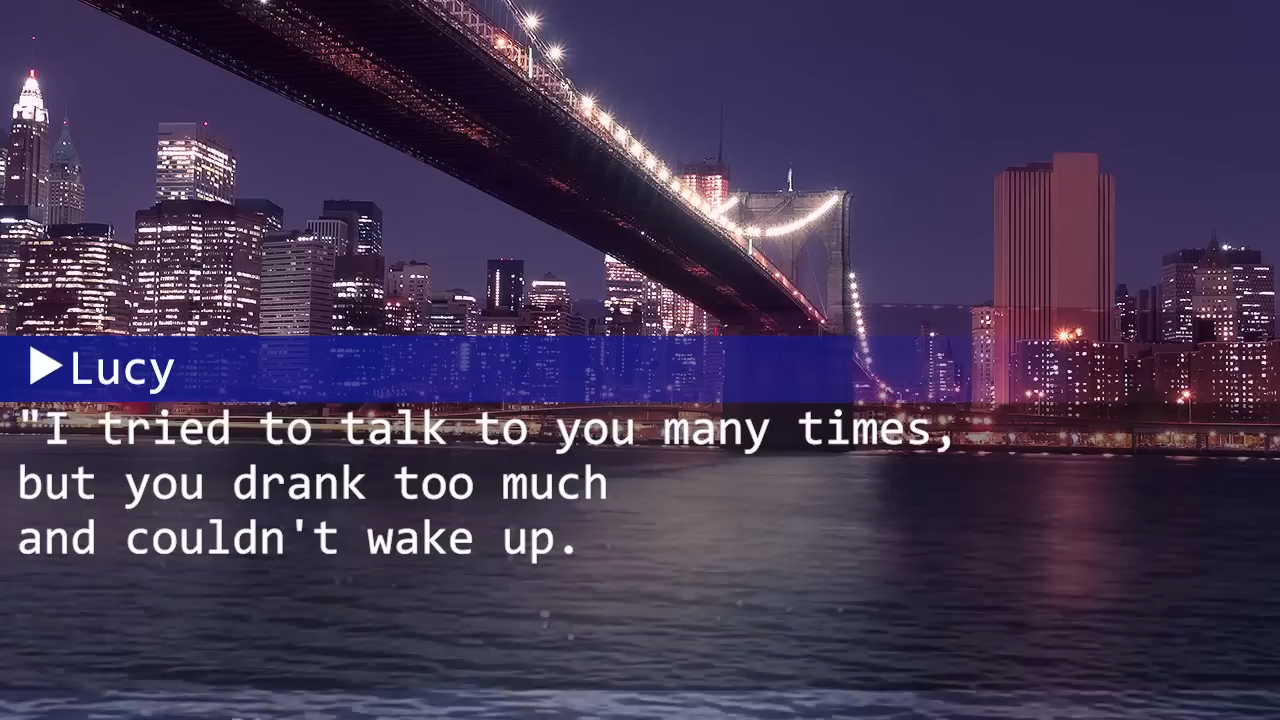 ▶Lucy
"I tried to talk to you many times,
but you drank too much
and couldn't wake up.